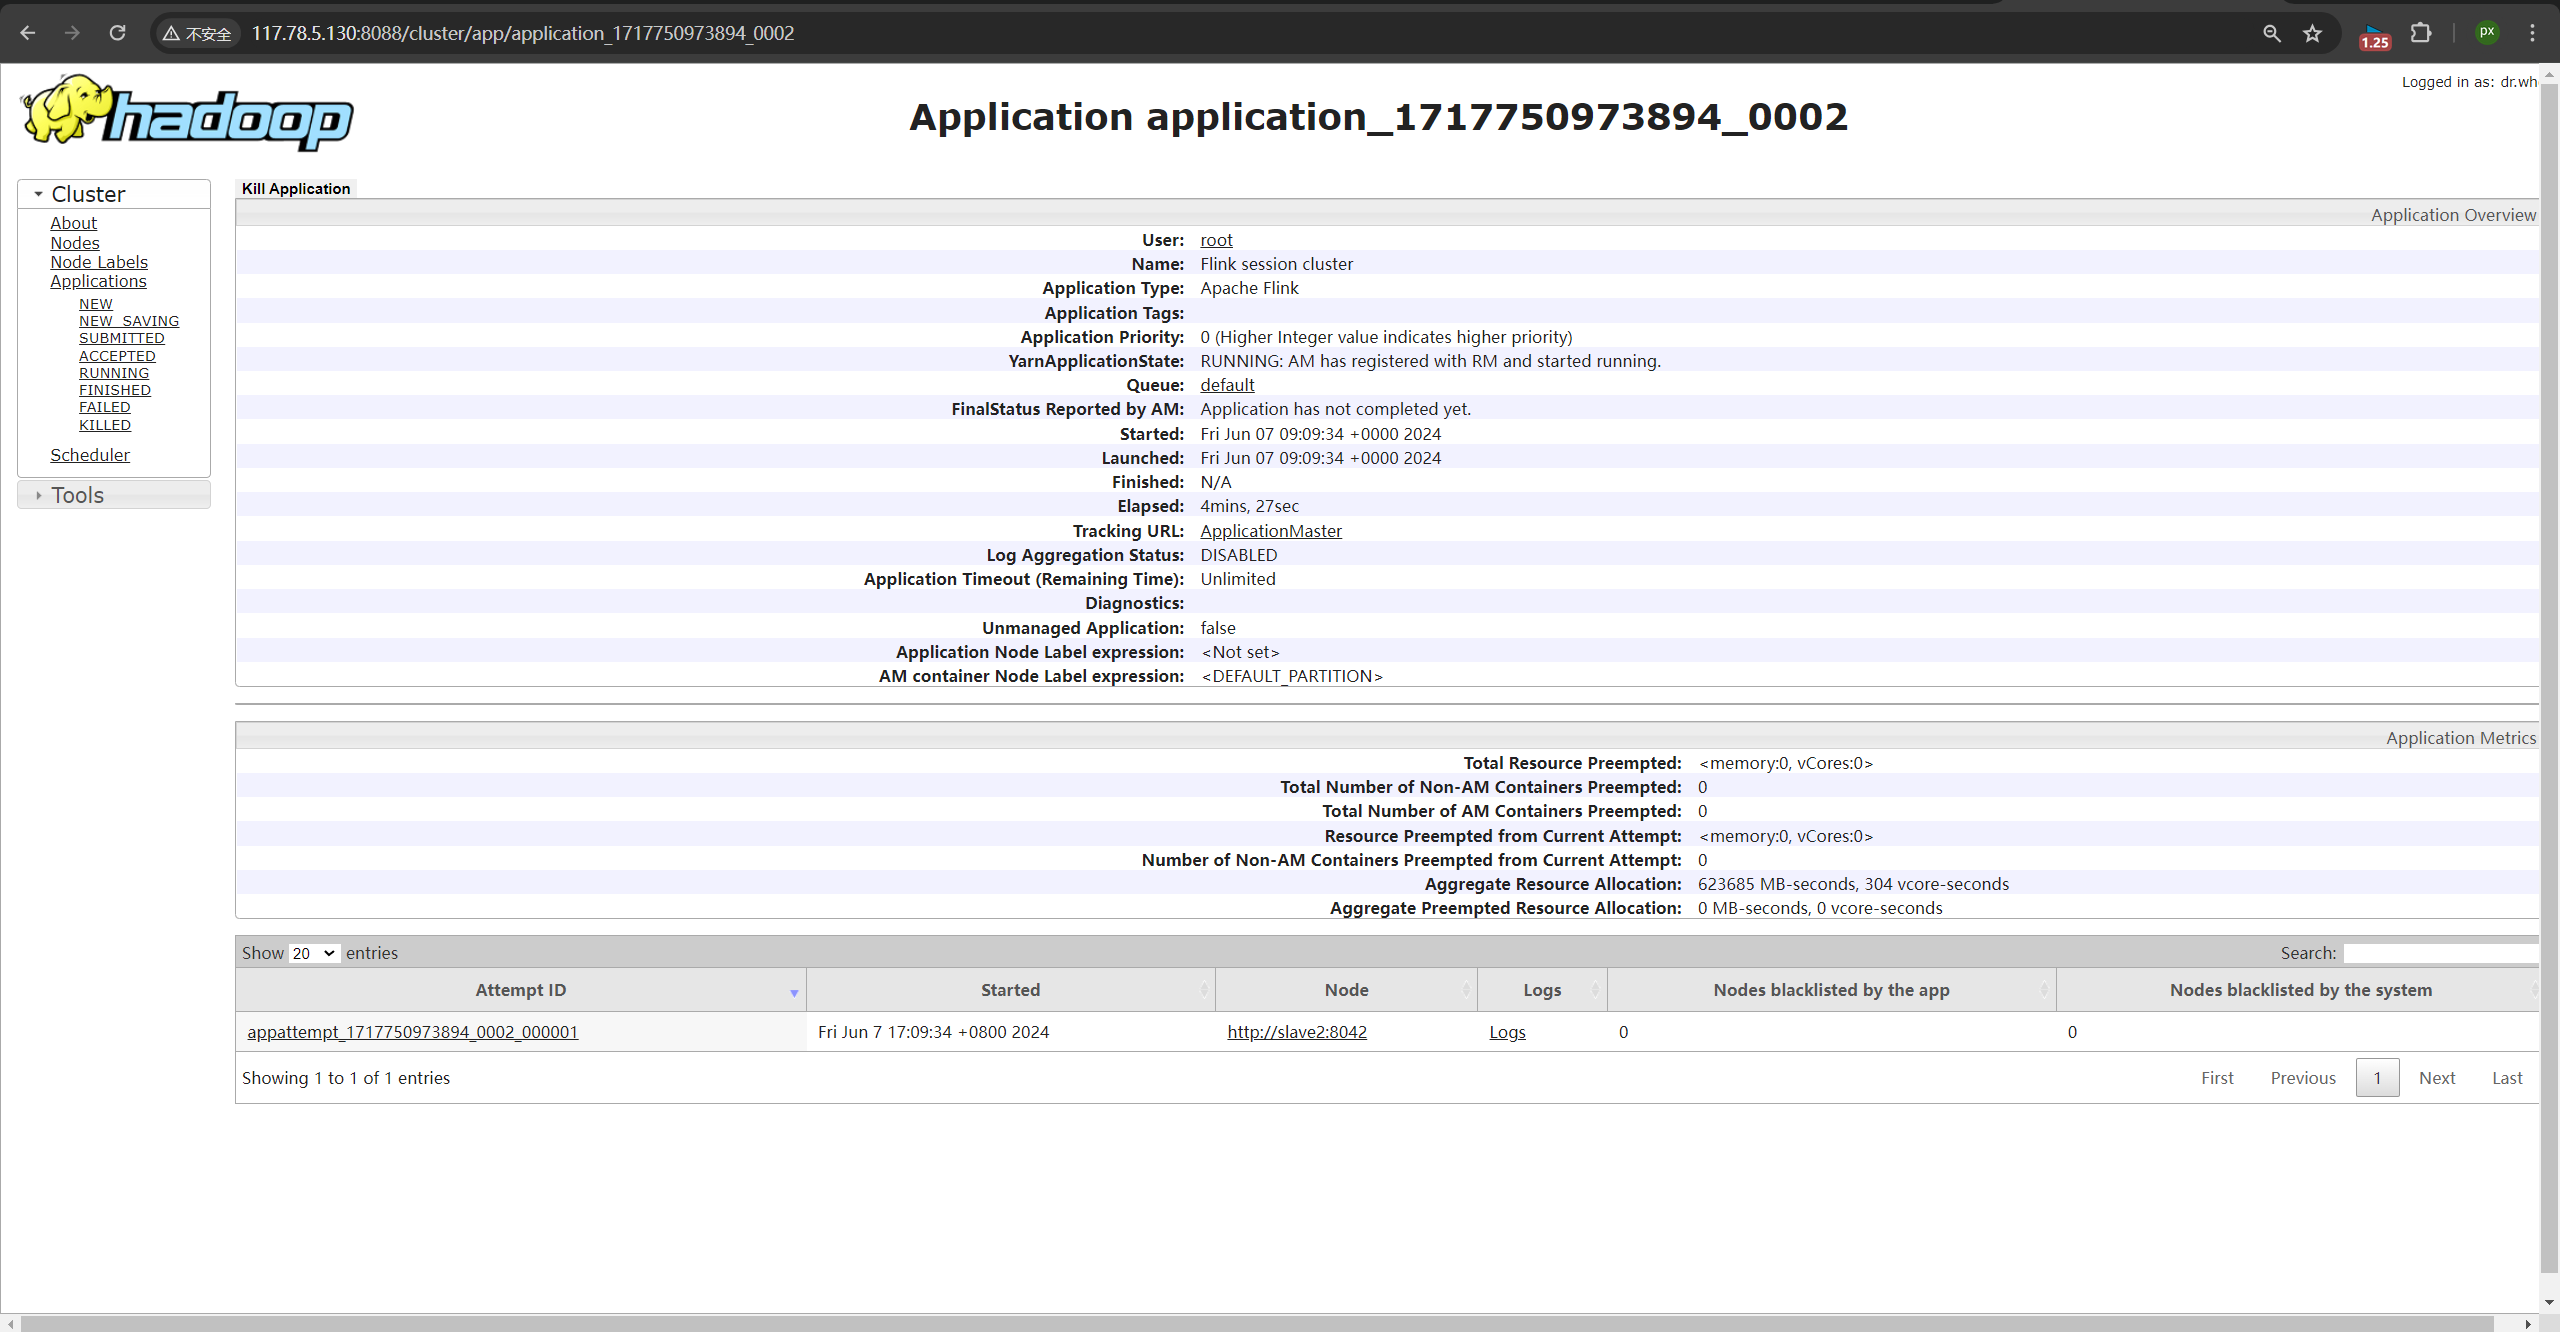 不安全 117.78.5.130:8088/cluster/app/application_1717750973894_0002
1.25
px
Logged in as: dr.wh
hadoop
Application application_1717750973894_0002
Cluster
About
Nodes
Node Labels
Applications
NEW
NEW_SAVING
SUBMITTED
ACCEPTED
RUNNING
FINISHED
FAILED
KILLED
Scheduler
Tools
Kill Application
Application Overview
User: root
Name: Flink session cluster
Application Type: Apache Flink
Application Tags:
Application Priority: 0 (Higher Integer value indicates higher priority)
YarnApplicationState: RUNNING: AM has registered with RM and started running.
Queue: default
FinalStatus Reported by AM: Application has not completed yet.
Started: Fri Jun 07 09:09:34 +0000 2024
Launched: Fri Jun 07 09:09:34 +0000 2024
Finished: N/A
Elapsed: 4mins, 27sec
Tracking URL: ApplicationMaster
Log Aggregation Status: DISABLED
Application Timeout (Remaining Time): Unlimited
Diagnostics:
Unmanaged Application: false
Application Node Label expression: <Not set>
AM container Node Label expression: <DEFAULT_PARTITION>
Application Metrics
Total Resource Preempted: <memory:0, vCores:0>
Total Number of Non-AM Containers Preempted: 0
Total Number of AM Containers Preempted: 0
Resource Preempted from Current Attempt: <memory:0, vCores:0>
Number of Non-AM Containers Preempted from Current Attempt: 0
Aggregate Resource Allocation: 623685 MB-seconds, 304 vcore-seconds
Aggregate Preempted Resource Allocation: 0 MB-seconds, 0 vcore-seconds
Show 20 entries Search:
Attempt ID Started Node Logs Nodes blacklisted by the app Nodes blacklisted by the system
appattempt_1717750973894_0002_000001 Fri Jun 7 17:09:34 +0800 2024 http://slave2:8042 Logs 0 0
Showing 1 to 1 of 1 entries First Previous 1 Next Last